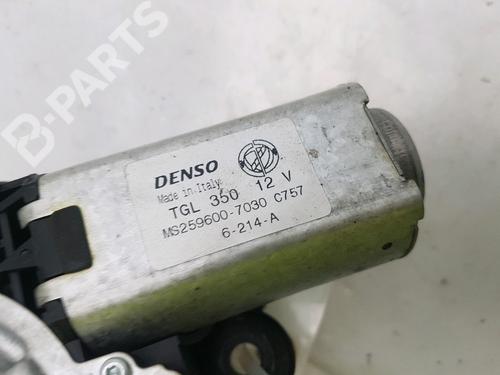 B-PARTS
DENSO
Made in Italy
TGL 350 12 V
MS259600-7030 C757
6-214-A